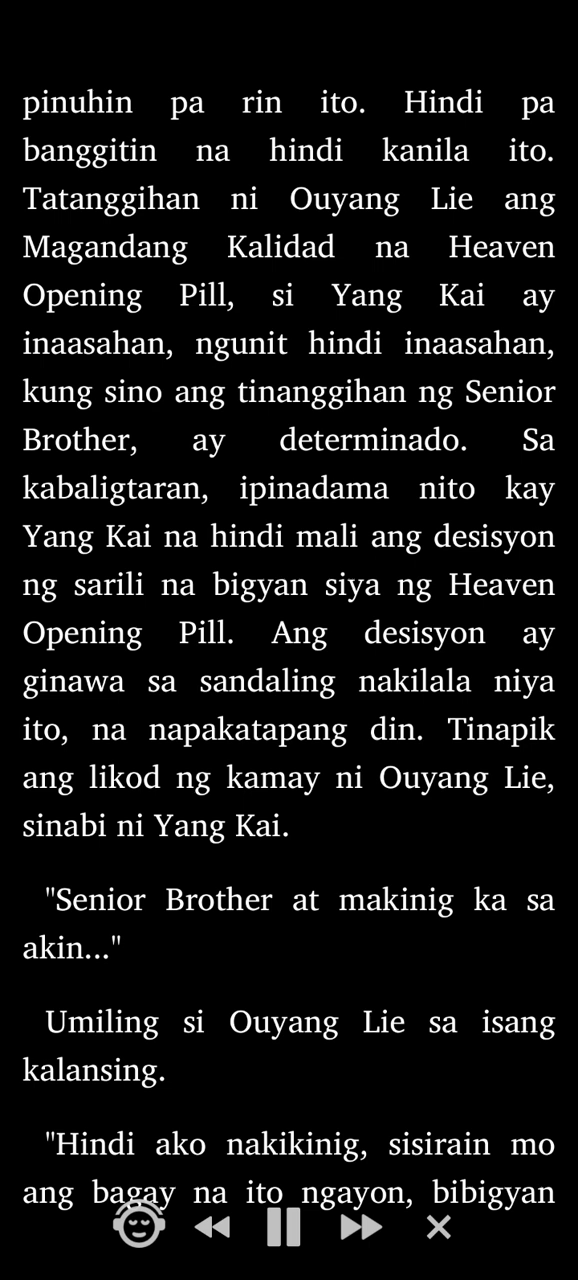 pinuhin pa rin ito. Hindi pa
banggitin na hindi kanila ito.
Tatanggihan ni Ouyang Lie ang
Magandang Kalidad na Heaven
Opening Pill, si Yang Kai ay
inaasahan, ngunit hindi inaasahan,
kung sino ang tinanggihan ng Senior
Brother, ay determinado. Sa
kabaligtaran, ipinadama nito kay
Yang Kai na hindi mali ang desisyon
ng sarili na bigyan siya ng Heaven
Opening Pill. Ang desisyon ay
ginawa sa sandaling nakilala niya
ito, na napakatapang din. Tinapik
ang likod ng kamay ni Ouyang Lie,
sinabi ni Yang Kai.
"Senior Brother at makinig ka sa
akin..."
Umiling si Ouyang Lie sa isang
kalansing.
"Hindi ako nakikinig, sisirain mo
ang bagay na ito ngayon, bibigyan